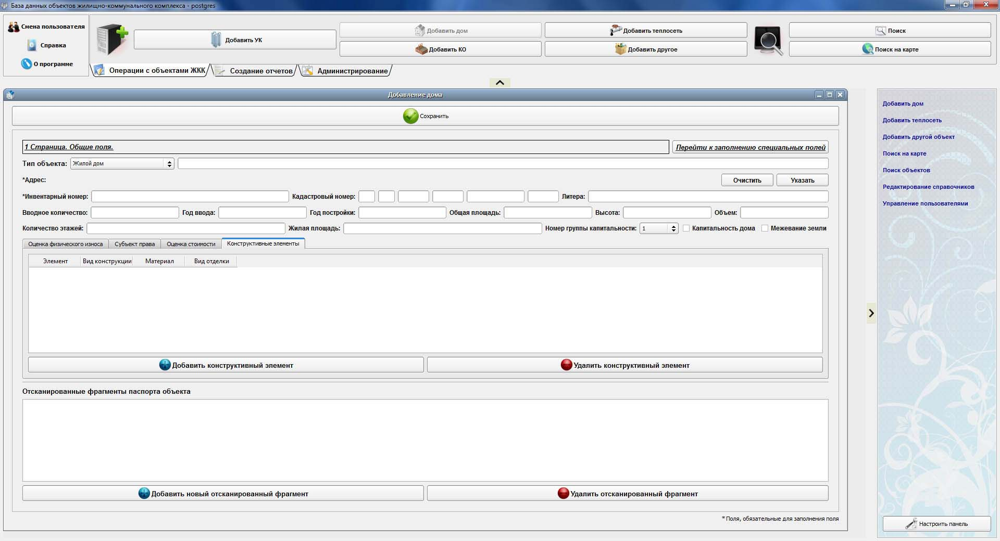 База данных объектов жилищно-коммунального комплекса - postgres
Смена пользователя
Справка
О программе
Добавить УК
Добавить дом
Добавить КО
Добавить теплосеть
Добавить другое
Поиск
Поиск на карте
Операции с объектами ЖКК
Создание отчетов
Администрирование
Добавление дома
Сохранить
1 Страница. Общие поля.
Перейти к заполнению специальных полей
Тип объекта: Жилой дом
*Адрес:
Очистить
Указать
*Инвентарный номер: Кадастровый номер: Литера:
Вводное количество: Год ввода: Год постройки: Общая площадь: Высота: Объем:
Количество этажей: Жилая площадь: Номер группы капитальности: 1 Капитальность дома Межевание земли
Оценка физического износа Субъект права Оценка стоимости Конструктивные элементы
Элемент Вид конструкции Материал Вид отделки
Добавить конструктивный элемент
Удалить конструктивный элемент
Отсканированные фрагменты паспорта объекта
Добавить новый отсканированный фрагмент
Удалить отсканированный фрагмент
* Поля, обязательные для заполнения поля
Добавить дом
Добавить теплосеть
Добавить другой объект
Поиск на карте
Поиск объектов
Редактирование справочников
Управление пользователями
Настроить панель